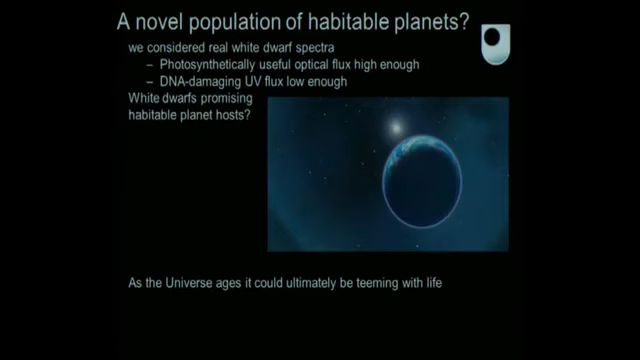 A novel population of habitable planets?
we considered real white dwarf spectra
– Photosynthetically useful optical flux high enough
– DNA-damaging UV flux low enough
White dwarfs promising
habitable planet hosts?
As the Universe ages it could ultimately be teeming with life